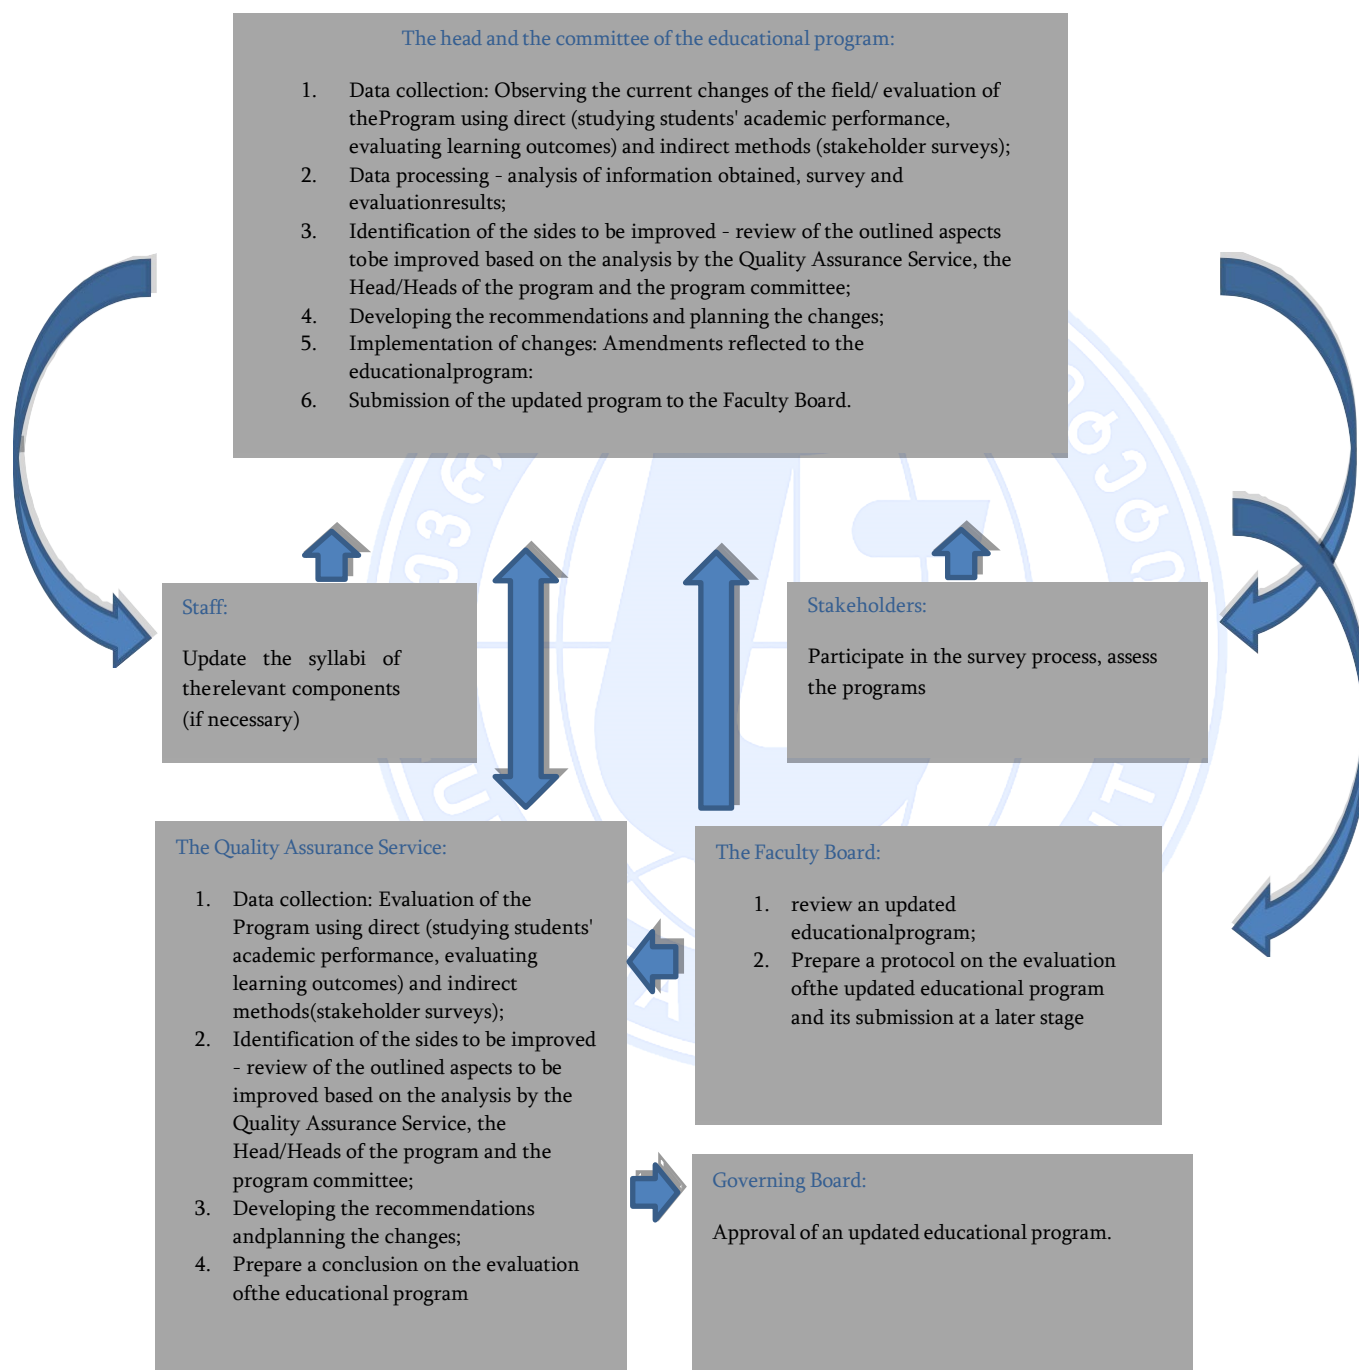 The head and the committee of the educational program:
1. Data collection: Observing the current changes of the field/ evaluation of
theProgram using direct (studying students' academic performance,
evaluating learning outcomes) and indirect methods (stakeholder surveys);
2. Data processing - analysis of information obtained, survey and
evaluationresults;
3. Identification of the sides to be improved - review of the outlined aspects
tobe improved based on the analysis by the Quality Assurance Service, the
Head/Heads of the program and the program committee;
4. Developing the recommendations and planning the changes;
5. Implementation of changes: Amendments reflected to the
educationalprogram:
6. Submission of the updated program to the Faculty Board.
Staff:
Update the syllabi of
therelevant components
(if necessary)
Stakeholders:
Participate in the survey process, assess
the programs
The Quality Assurance Service:
1. Data collection: Evaluation of the
Program using direct (studying students'
academic performance, evaluating
learning outcomes) and indirect
methods(stakeholder surveys);
2. Identification of the sides to be improved
- review of the outlined aspects to be
improved based on the analysis by the
Quality Assurance Service, the
Head/Heads of the program and the
program committee;
3. Developing the recommendations
andplanning the changes;
4. Prepare a conclusion on the evaluation
ofthe educational program
The Faculty Board:
1. review an updated
educationalprogram;
2. Prepare a protocol on the evaluation
ofthe updated educational program
and its submission at a later stage
Governing Board:
Approval of an updated educational program.